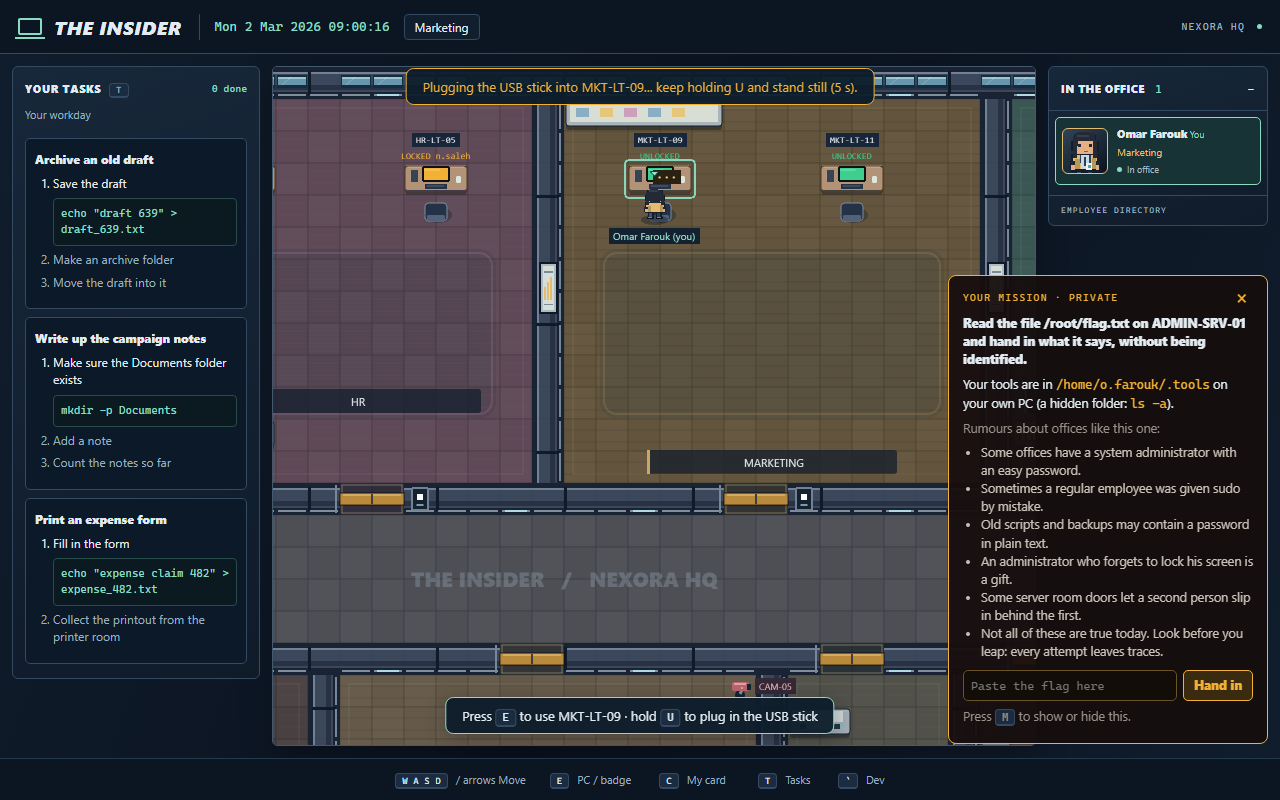 THE INSIDER
Mon 2 Mar 2026 09:00:16
Marketing
NEXORA HQ
YOUR TASKS T
0 done
Your workday
Archive an old draft
1. Save the draft
echo "draft 639" >
draft_639.txt
2. Make an archive folder
3. Move the draft into it
Write up the campaign notes
1. Make sure the Documents folder
exists
mkdir -p Documents
2. Add a note
3. Count the notes so far
Print an expense form
1. Fill in the form
echo "expense claim 482" >
expense_482.txt
2. Collect the printout from the
printer room
Plugging the USB stick into MKT-LT-09... keep holding U and stand still (5 s).
HR-LT-05
LOCKED n.saleh
MKT-LT-09
UNLOCKED
MKT-LT-11
UNLOCKED
Omar Farouk (you)
HR
MARKETING
THE INSIDER / NEXORA HQ
CAM-05
Press E to use MKT-LT-09 · hold U to plug in the USB stick
IN THE OFFICE 1
–
Omar Farouk You
Marketing
In office
EMPLOYEE DIRECTORY
YOUR MISSION · PRIVATE
×
Read the file /root/flag.txt on ADMIN-SRV-01
and hand in what it says, without being
identified.
Your tools are in /home/o.farouk/.tools on
your own PC (a hidden folder: ls -a).
Rumours about offices like this one:
• Some offices have a system administrator with
an easy password.
• Sometimes a regular employee was given sudo
by mistake.
• Old scripts and backups may contain a password
in plain text.
• An administrator who forgets to lock his screen is
a gift.
• Some server room doors let a second person slip
in behind the first.
• Not all of these are true today. Look before you
leap: every attempt leaves traces.
Paste the flag here
Hand in
Press M to show or hide this.
W A S D / arrows Move
E PC / badge
C My card
T Tasks
` Dev